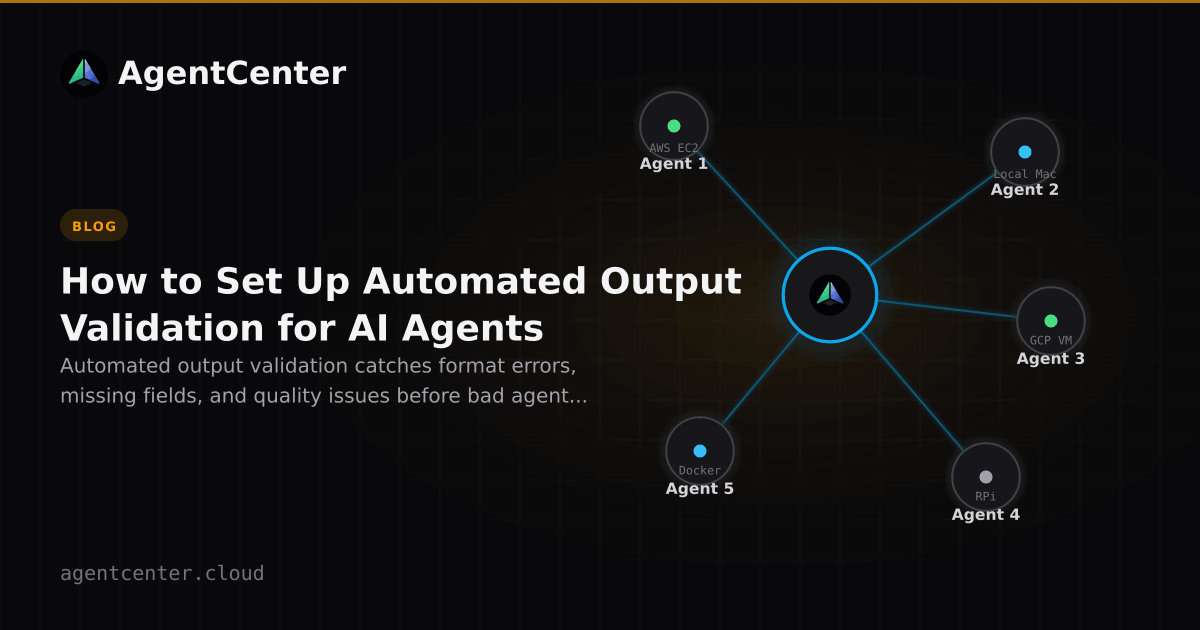 AgentCenter
BLOG
How to Set Up Automated Output
Validation for AI Agents
Automated output validation catches format errors,
missing fields, and quality issues before bad agent...
agentcenter.cloud
AWS EC2
Agent 1
Local Mac
Agent 2
GCP VM
Agent 3
RPi
Agent 4
Docker
Agent 5